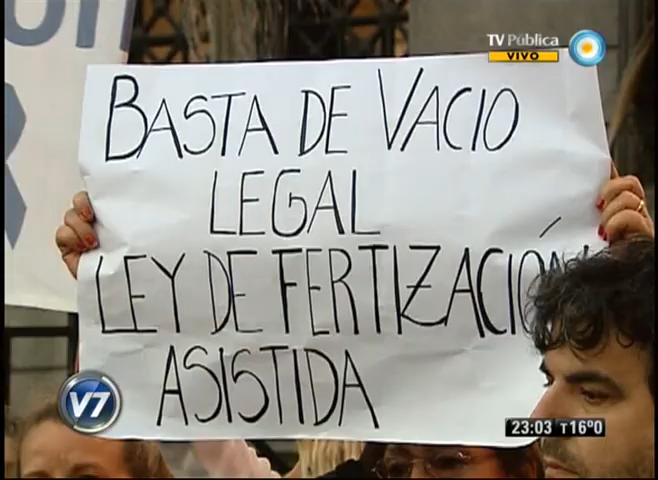 TV Pública
VIVO
BASTA DE VACIO
LEGAL
LEY DE FERTIZACIÓN
ASISTIDA
V7
23:03 T16º